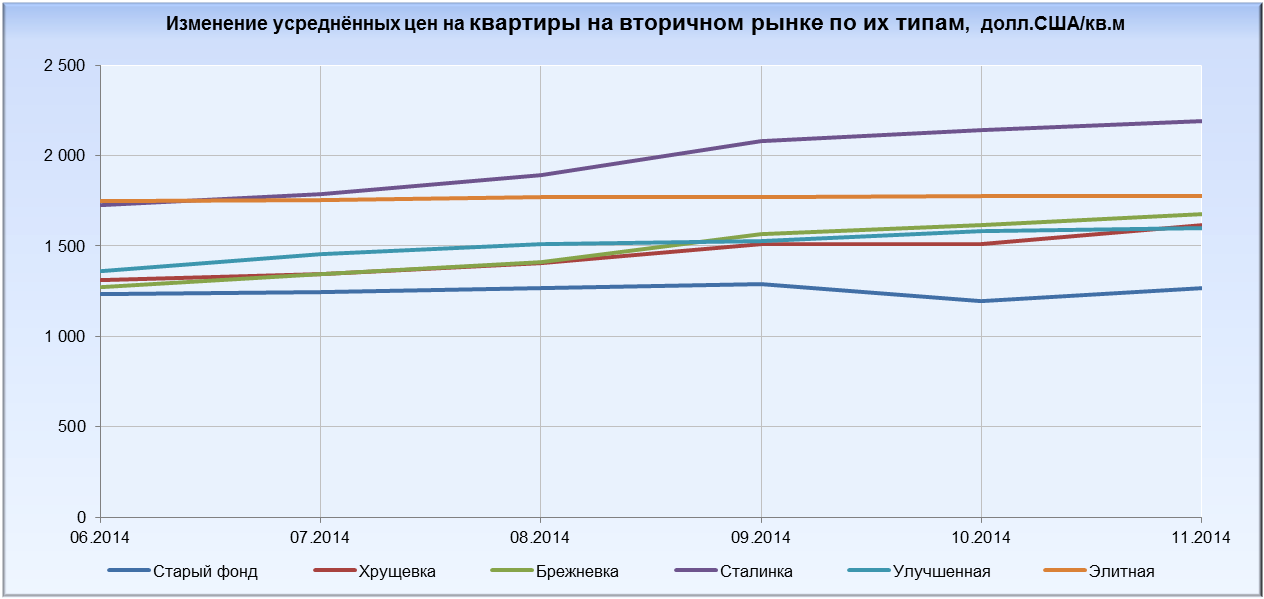 Изменение усреднённых цен на квартиры на вторичном рынке по их типам, долл.США/кв.м
2 500
2 000
1 500
1 000
500
0
06.2014 07.2014 08.2014 09.2014 10.2014 11.2014
Старый фонд Хрущевка Брежневка Сталинка Улучшенная Элитная